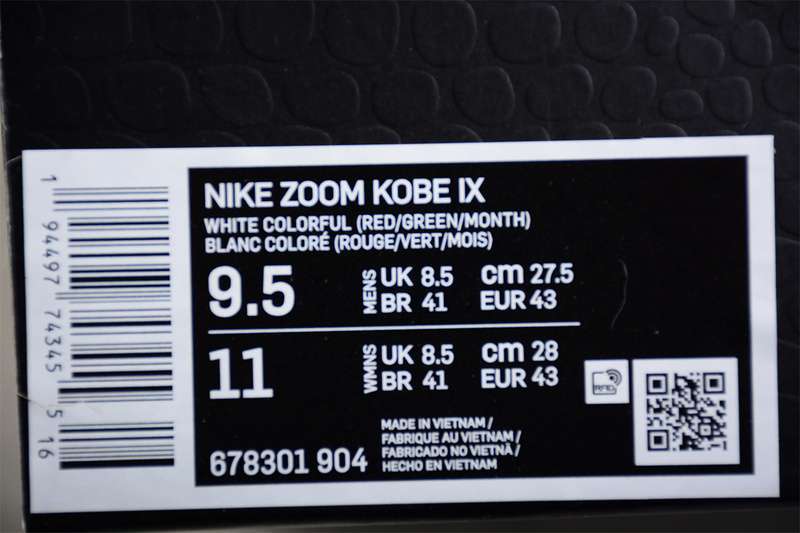 NIKE ZOOM KOBE IX
WHITE COLORFUL (RED/GREEN/MONTH)
BLANC COLORÉ (ROUGE/VERT/MOIS)
9.5 MENS UK 8.5 cm 27.5
BR 41 EUR 43
11 WMNS UK 8.5 cm 28
BR 41 EUR 43
678301 904
MADE IN VIETNAM /
FABRIQUE AU VIETNAM /
FABRICADO NO VIETNÃ /
HECHO EN VIETNAM
1 94497 74345 5 16